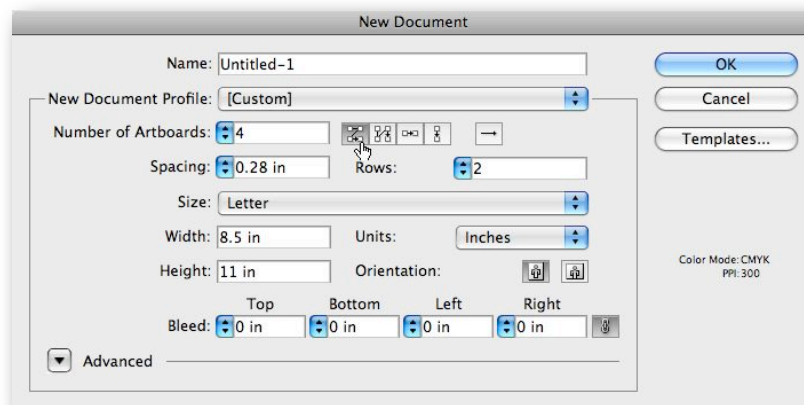 New Document
Name: Untitled-1
OK
New Document Profile: [Custom]
Cancel
Number of Artboards: 4
Templates...
Spacing: 0.28 in Rows: 2
Size: Letter
Width: 8.5 in Units: Inches
Height: 11 in Orientation:
Color Mode:CMYK
PPI:300
Top Bottom Left Right
Bleed: 0 in 0 in 0 in 0 in
Advanced